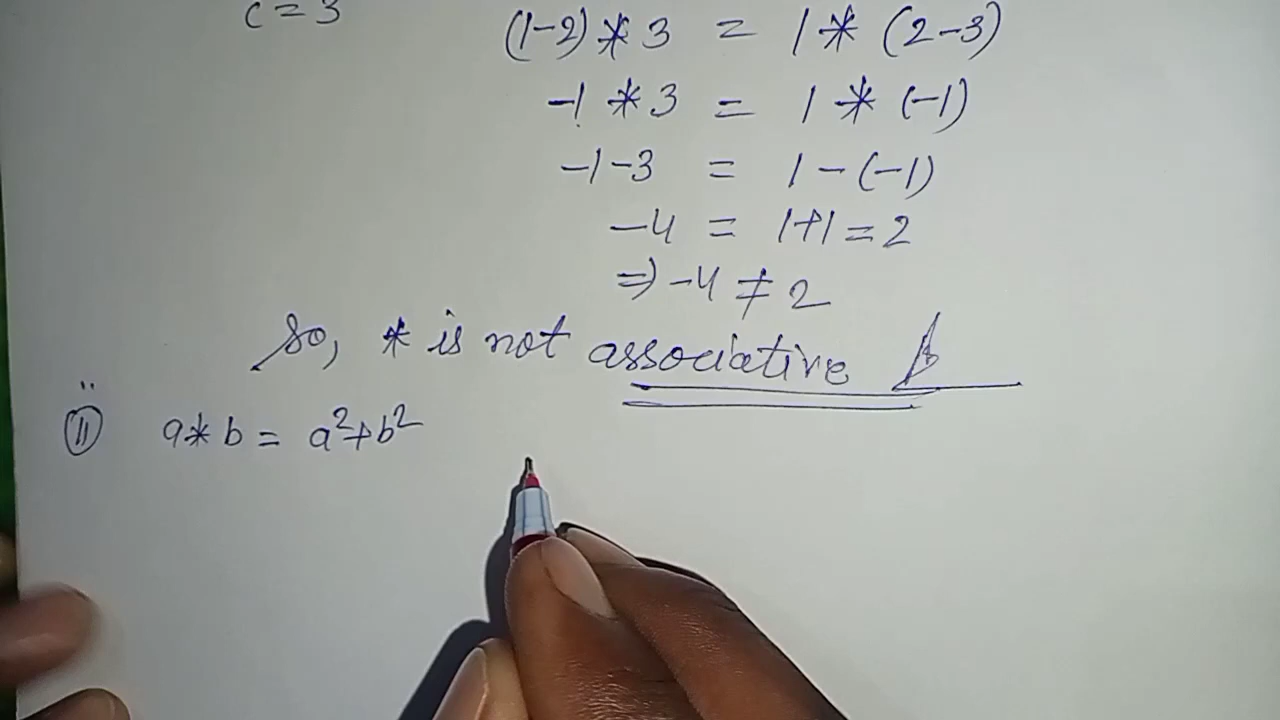 c = 3
(1-2)* 3 = 1 * (2-3)
-1 * 3 = 1 * (-1)
-1-3 = 1-(-1)
-4 = 1+1 = 2
⇒ -4 ≠ 2
So, * is not associative
(ii) a * b = a²+b²